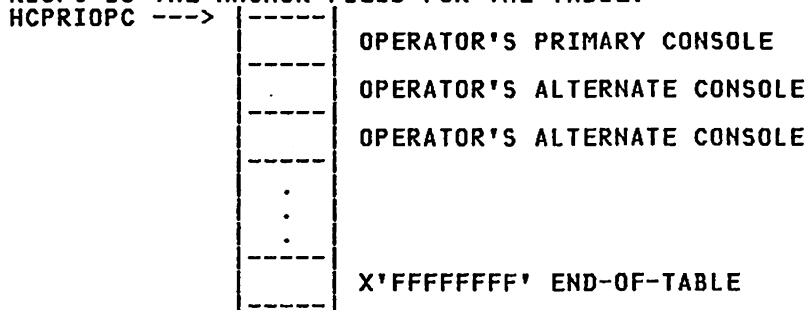 HCPRIOPC ---> |-----|
OPERATOR'S PRIMARY CONSOLE
-----
OPERATOR'S ALTERNATE CONSOLE
-----
OPERATOR'S ALTERNATE CONSOLE
-----
.
.
.
-----
X'FFFFFFFF' END-OF-TABLE
-----